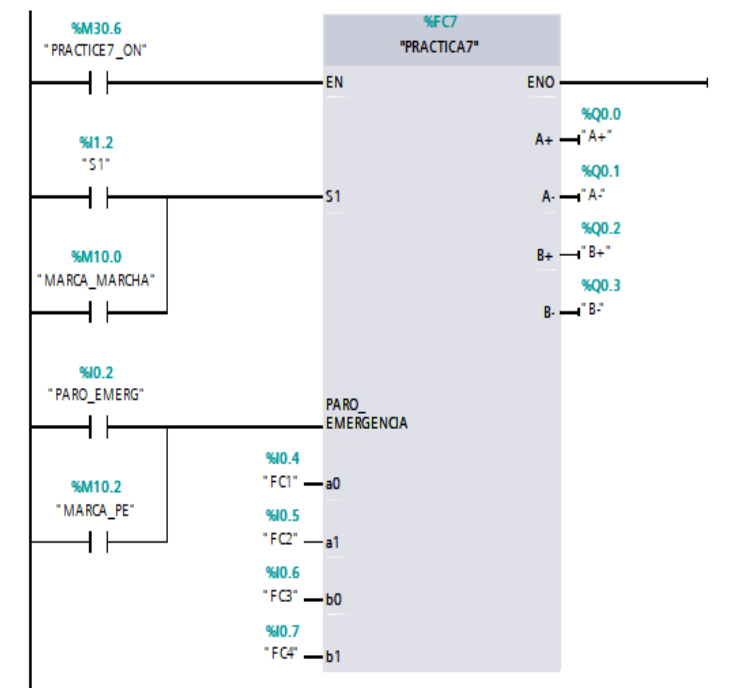 %M30.6
"PRACTICE7_ON"
%FC7
"PRACTICA7"
EN
ENO
%Q0.0
A+
"A+"
%I1.2
"S1"
%Q0.1
S1
A-
"A-"
%Q0.2
B+
"B+"
%M10.0
"MARCA_MARCHA"
%Q0.3
B-
"B-"
%I0.2
"PARO_EMERG"
PARO_
EMERGENCIA
%I0.4
"FC1"
a0
%M10.2
"MARCA_PE"
%I0.5
"FC2"
a1
%I0.6
"FC3"
b0
%I0.7
"FC4"
b1